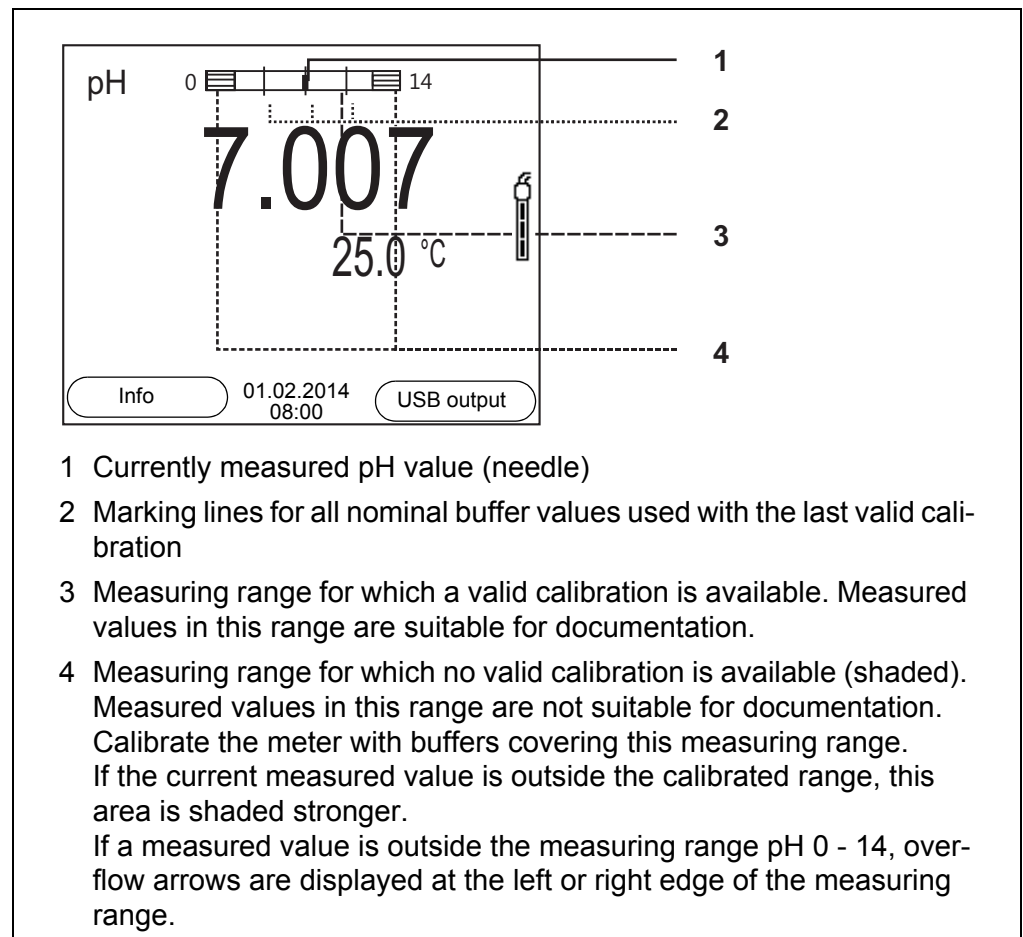 1
pH 0 14
2
7.007
3
25.0 °C
4
Info 01.02.2014 USB output
08:00
1 Currently measured pH value (needle)
2 Marking lines for all nominal buffer values used with the last valid cali-
bration
3 Measuring range for which a valid calibration is available. Measured
values in this range are suitable for documentation.
4 Measuring range for which no valid calibration is available (shaded).
Measured values in this range are not suitable for documentation.
Calibrate the meter with buffers covering this measuring range.
If the current measured value is outside the calibrated range, this
area is shaded stronger.
If a measured value is outside the measuring range pH 0 - 14, over-
flow arrows are displayed at the left or right edge of the measuring
range.